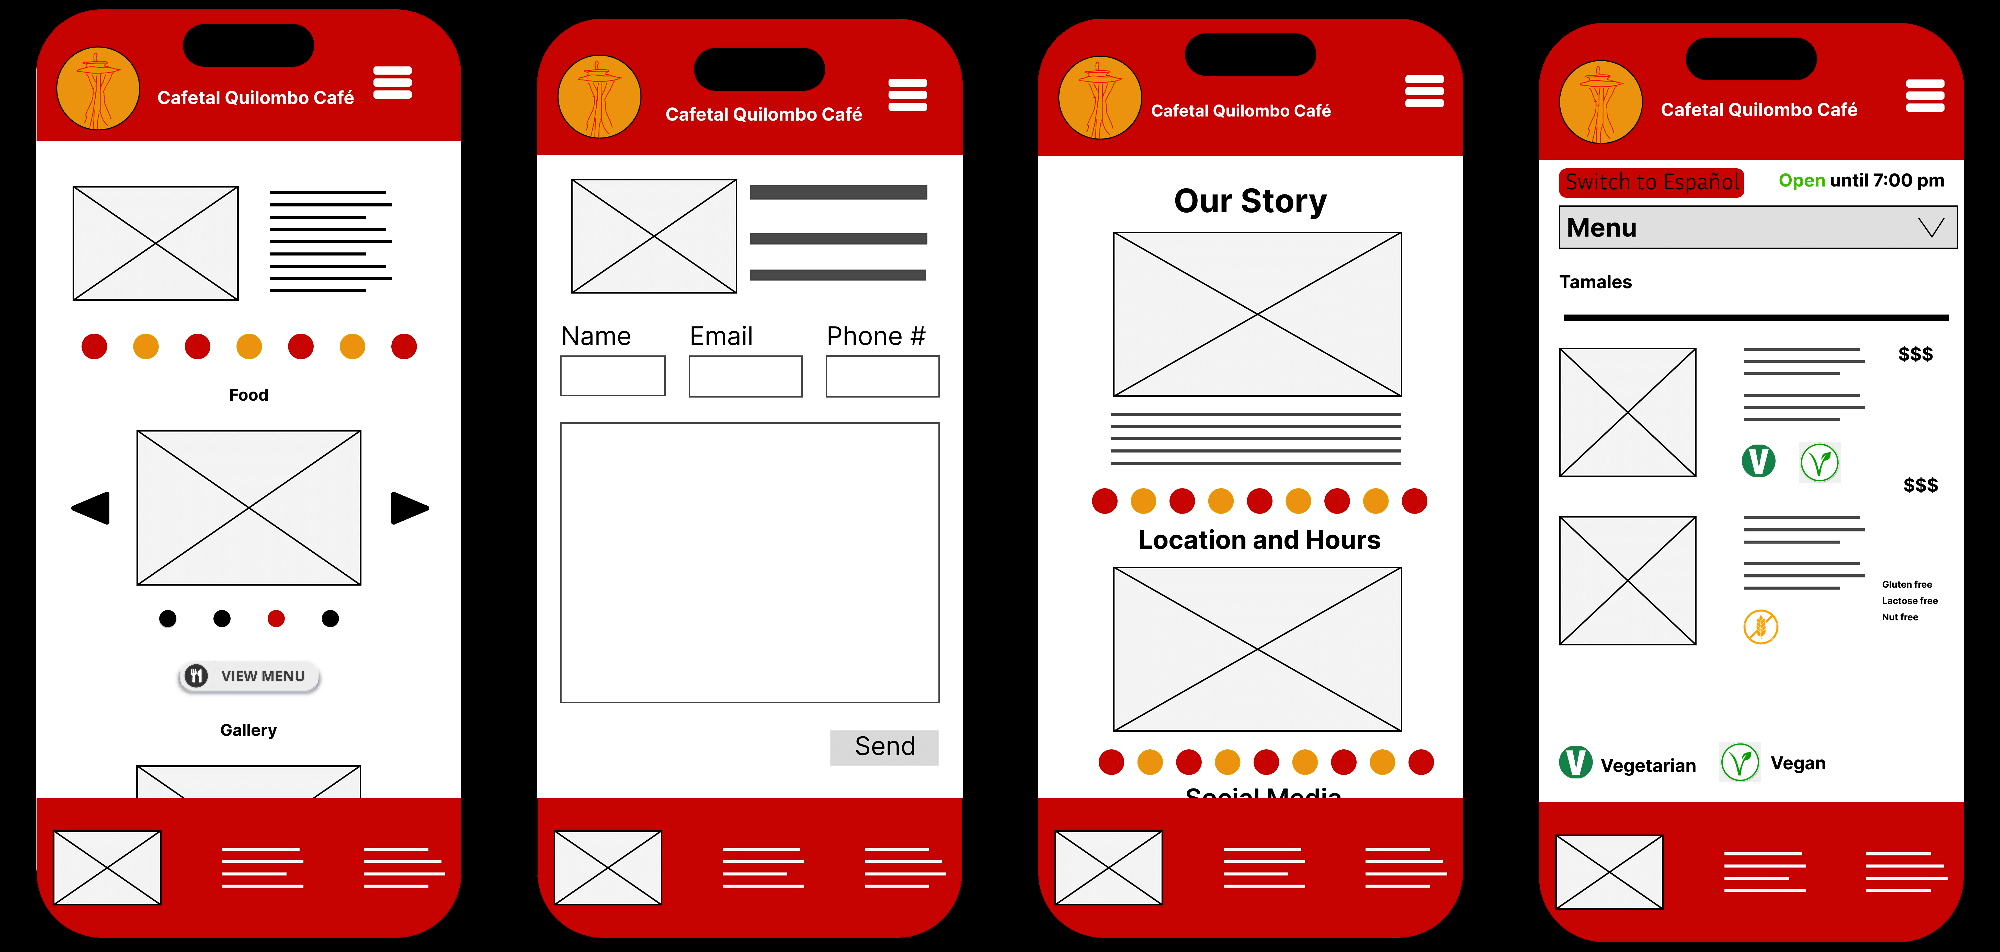 Cafetal Quilombo Café
Food
VIEW MENU
Gallery
Cafetal Quilombo Café
Name Email Phone #
Send
Cafetal Quilombo Café
Our Story
Location and Hours
Social Media
Cafetal Quilombo Café
Switch to Español Open until 7:00 pm
Menu
Tamales
$$$
V
$$$
Gluten free
Lactose free
Nut free
V Vegetarian Vegan